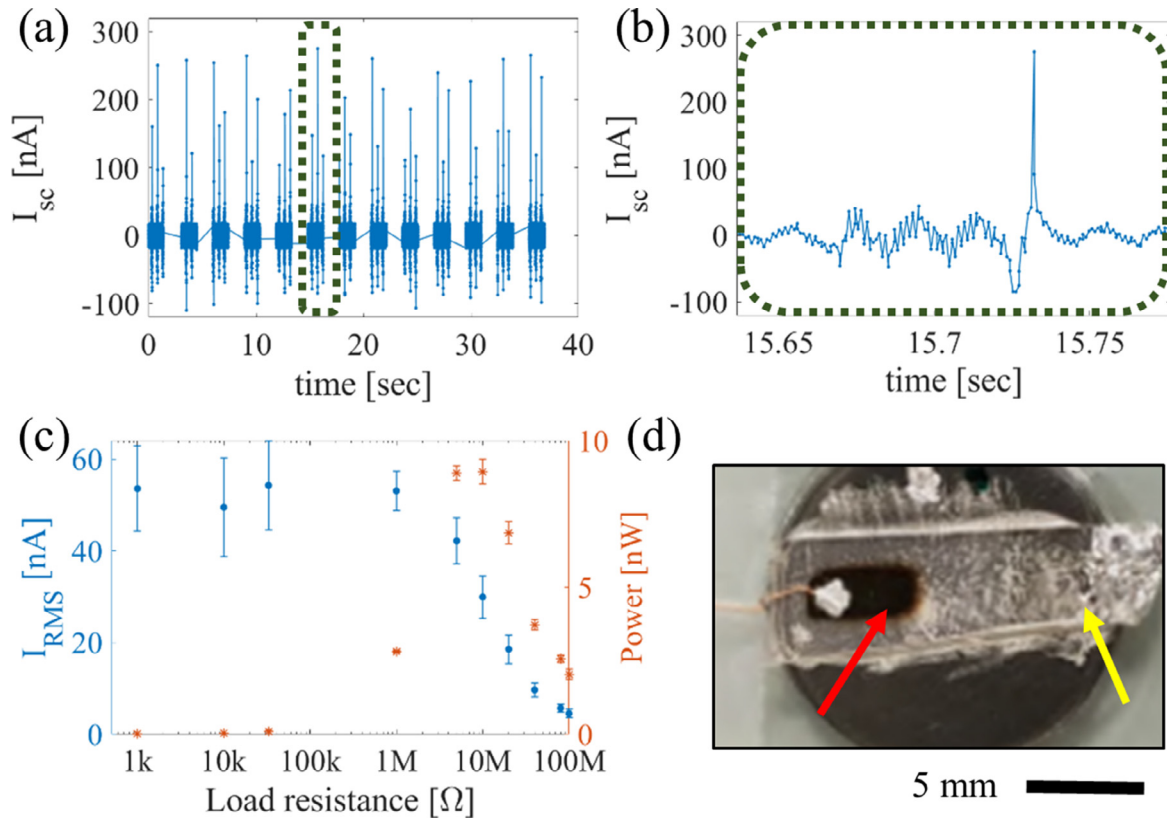 (a)
300
200
100
0
-100
I_sc [nA]
0 10 20 30 40
time [sec]
(b)
300
200
100
0
-100
I_sc [nA]
15.65 15.7 15.75
time [sec]
(c)
60
40
20
0
I_RMS [nA]
10
5
0
Power [nW]
1k 10k 100k 1M 10M 100M
Load resistance [Ω]
(d)
5 mm